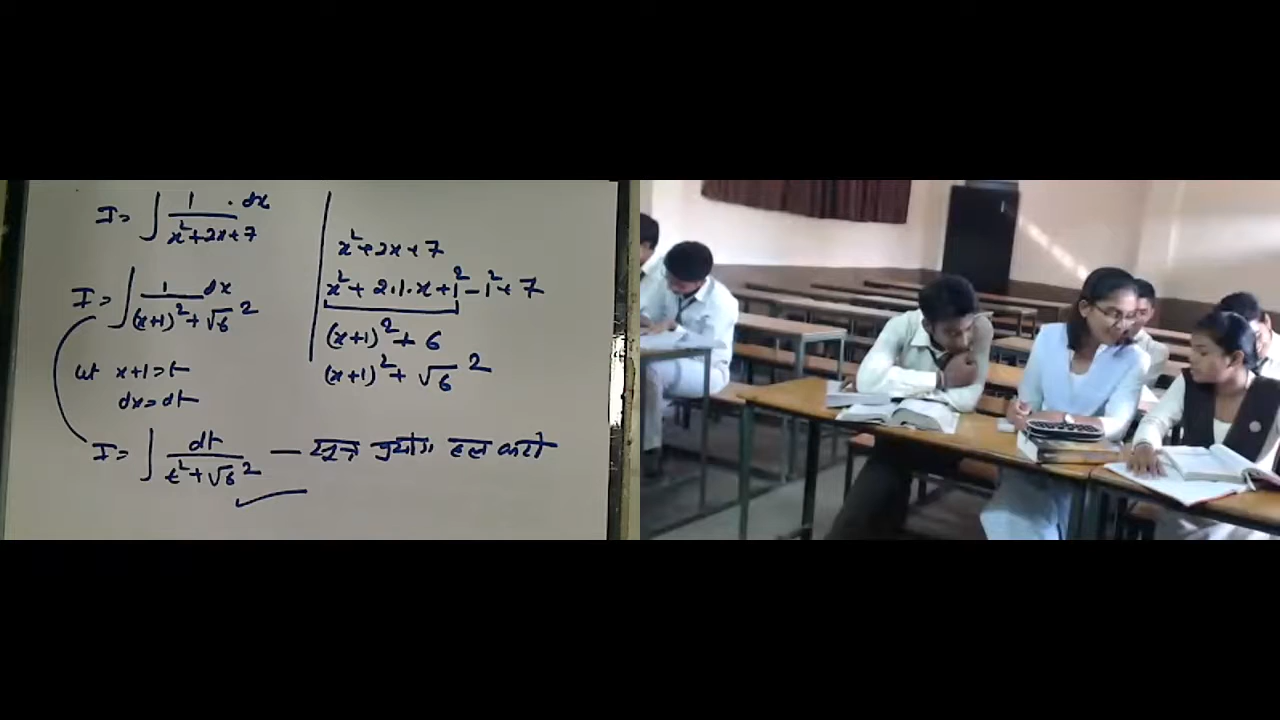 I = ∫ 1/(x²+2x+7) . dx
I = ∫ 1/((x+1)²+√6²) dx
let x+1=t
dx=dt
I = ∫ dt/(t²+√6²) — सूत्र प्रयोग हल करो
x²+2x+7
x²+2.1.x+1²-1²+7
(x+1)²+6
(x+1)²+√6²